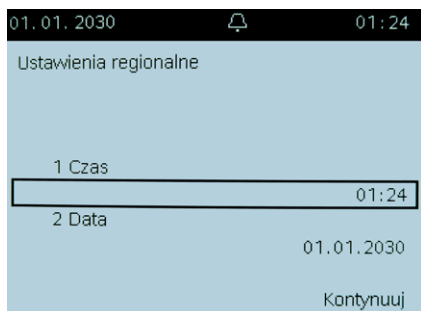 01.01.2030 01:24
Ustawienia regionalne
1 Czas
01:24
2 Data
01.01.2030
Kontynuuj